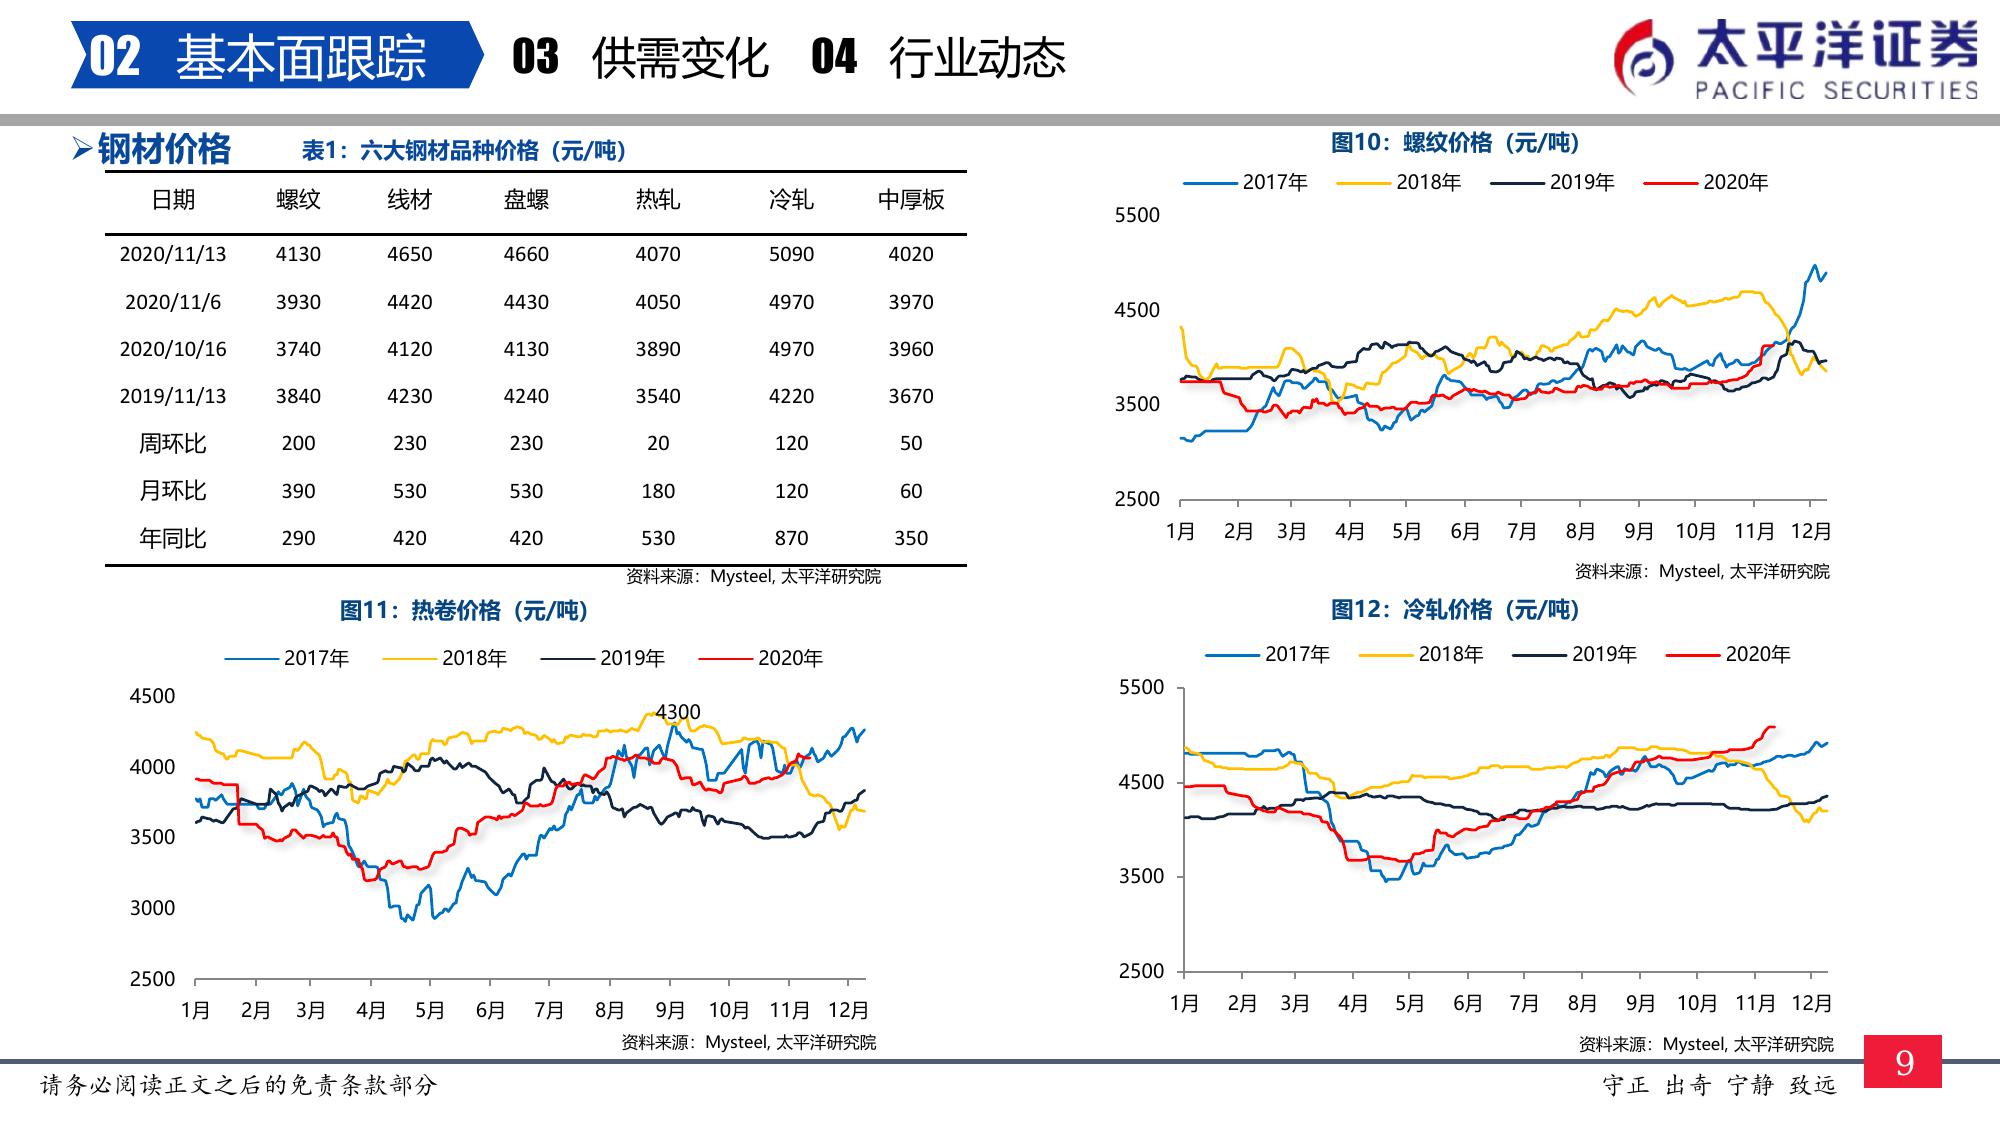 02 基本面跟踪 03 供需变化 04 行业动态
太平洋证券
PACIFIC SECURITIES
钢材价格
表1：六大钢材品种价格（元/吨）
日期 螺纹 线材 盘螺 热轧 冷轧 中厚板
2020/11/13 4130 4650 4660 4070 5090 4020
2020/11/6 3930 4420 4430 4050 4970 3970
2020/10/16 3740 4120 4130 3890 4970 3960
2019/11/13 3840 4230 4240 3540 4220 3670
周环比 200 230 230 20 120 50
月环比 390 530 530 180 120 60
年同比 290 420 420 530 870 350
资料来源：Mysteel, 太平洋研究院
图10：螺纹价格（元/吨）
2017年 2018年 2019年 2020年
5500
4500
3500
2500
1月 2月 3月 4月 5月 6月 7月 8月 9月 10月 11月 12月
资料来源：Mysteel, 太平洋研究院
图11：热卷价格（元/吨）
2017年 2018年 2019年 2020年
4500
4300
4000
3500
3000
2500
1月 2月 3月 4月 5月 6月 7月 8月 9月 10月 11月 12月
资料来源：Mysteel, 太平洋研究院
图12：冷轧价格（元/吨）
2017年 2018年 2019年 2020年
5500
4500
3500
2500
1月 2月 3月 4月 5月 6月 7月 8月 9月 10月 11月 12月
资料来源：Mysteel, 太平洋研究院
请务必阅读正文之后的免责条款部分
守正 出奇 宁静 致远
9